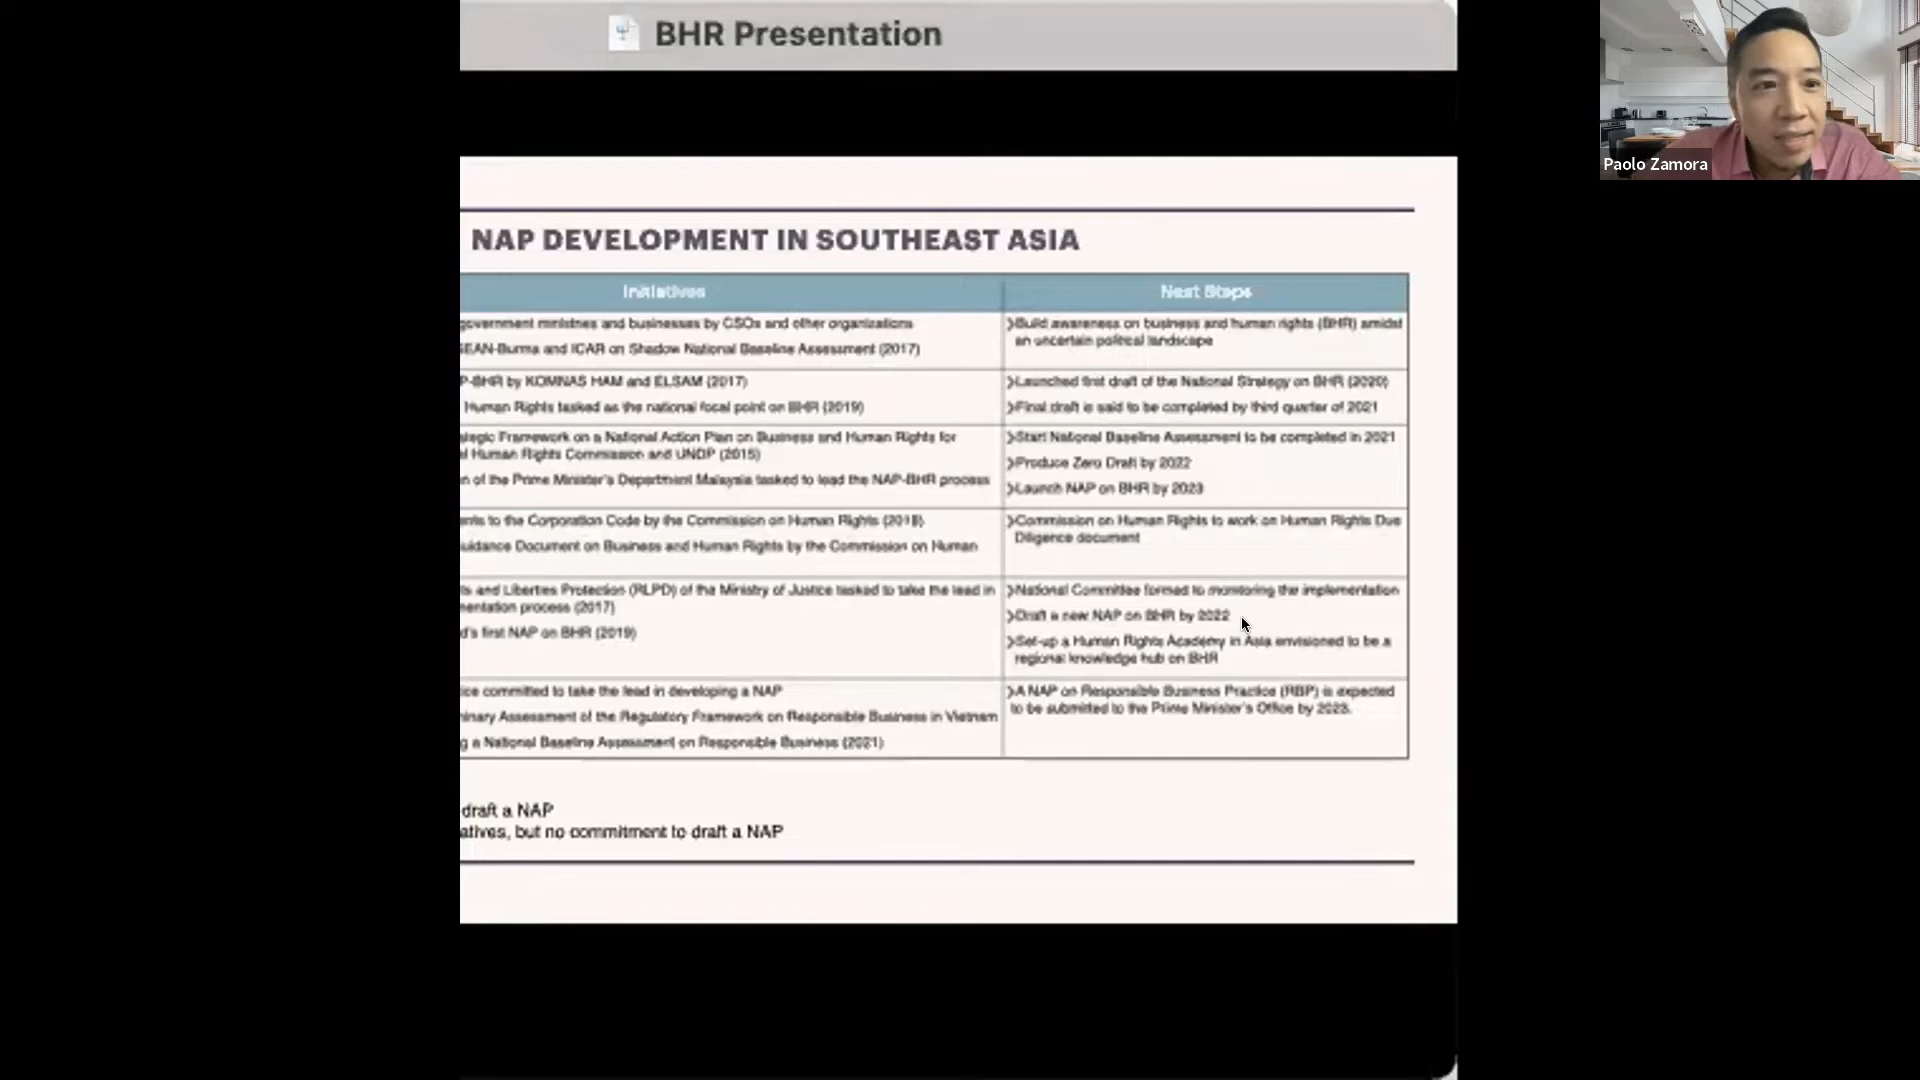 BHR Presentation
Paolo Zamora
NAP DEVELOPMENT IN SOUTHEAST ASIA
Initiatives
Next Steps
government ministries and businesses by CSOs and other organizations
SEAN-Burma and ICAR on Shadow National Baseline Assessment (2017)
Build awareness on business and human rights (BHR) amidst
an uncertain political landscape
P-BHR by KOMNAS HAM and ELSAM (2017)
Human Rights tasked as the national focal point on BHR (2019)
Launched first draft of the National Strategy on BHR (2020)
Final draft is said to be completed by third quarter of 2021
ategic Framework on a National Action Plan on Business and Human Rights for
l Human Rights Commission and UNDP (2015)
n of the Prime Minister's Department Malaysia tasked to lead the NAP-BHR process
Start National Baseline Assessment to be completed in 2021
Produce Zero Draft by 2022
Launch NAP on BHR by 2023
ents to the Corporation Code by the Commission on Human Rights (2018)
uidance Document on Business and Human Rights by the Commission on Human
Commission on Human Rights to work on Human Rights Due
Diligence document
ts and Liberties Protection (RLPD) of the Ministry of Justice tasked to take the lead in
mentation process (2017)
d's first NAP on BHR (2019)
National Committee formed to monitoring the implementation
Draft a new NAP on BHR by 2022
Set-up a Human Rights Academy in Asia envisioned to be a
regional knowledge hub on BHR
ice committed to take the lead in developing a NAP
minary Assessment of the Regulatory Framework on Responsible Business in Vietnam
g a National Baseline Assessment on Responsible Business (2021)
A NAP on Responsible Business Practice (RBP) is expected
to be submitted to the Prime Minister's Office by 2023.
draft a NAP
atives, but no commitment to draft a NAP